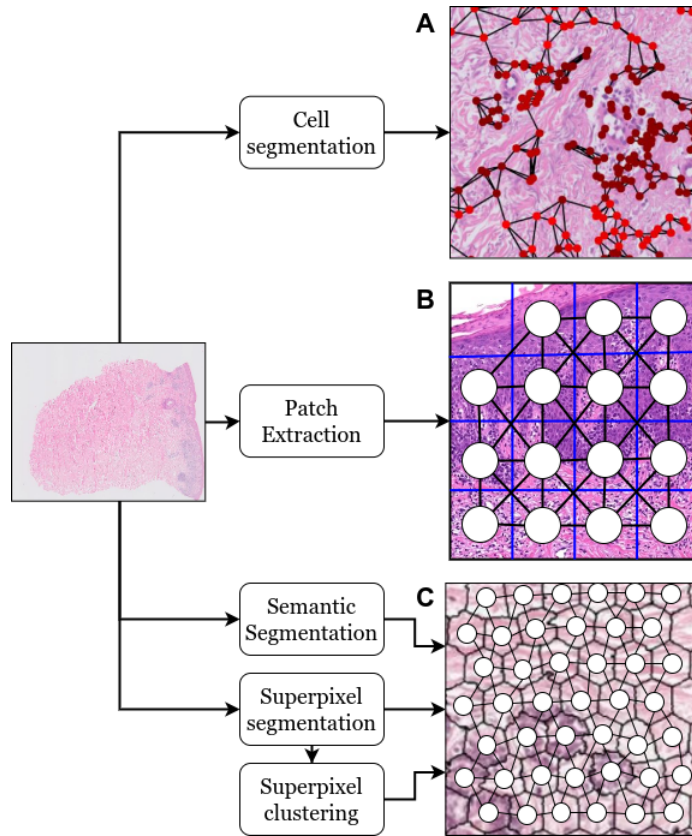 A
Cell
segmentation
B
Patch
Extraction
C
Semantic
Segmentation
Superpixel
segmentation
Superpixel
clustering